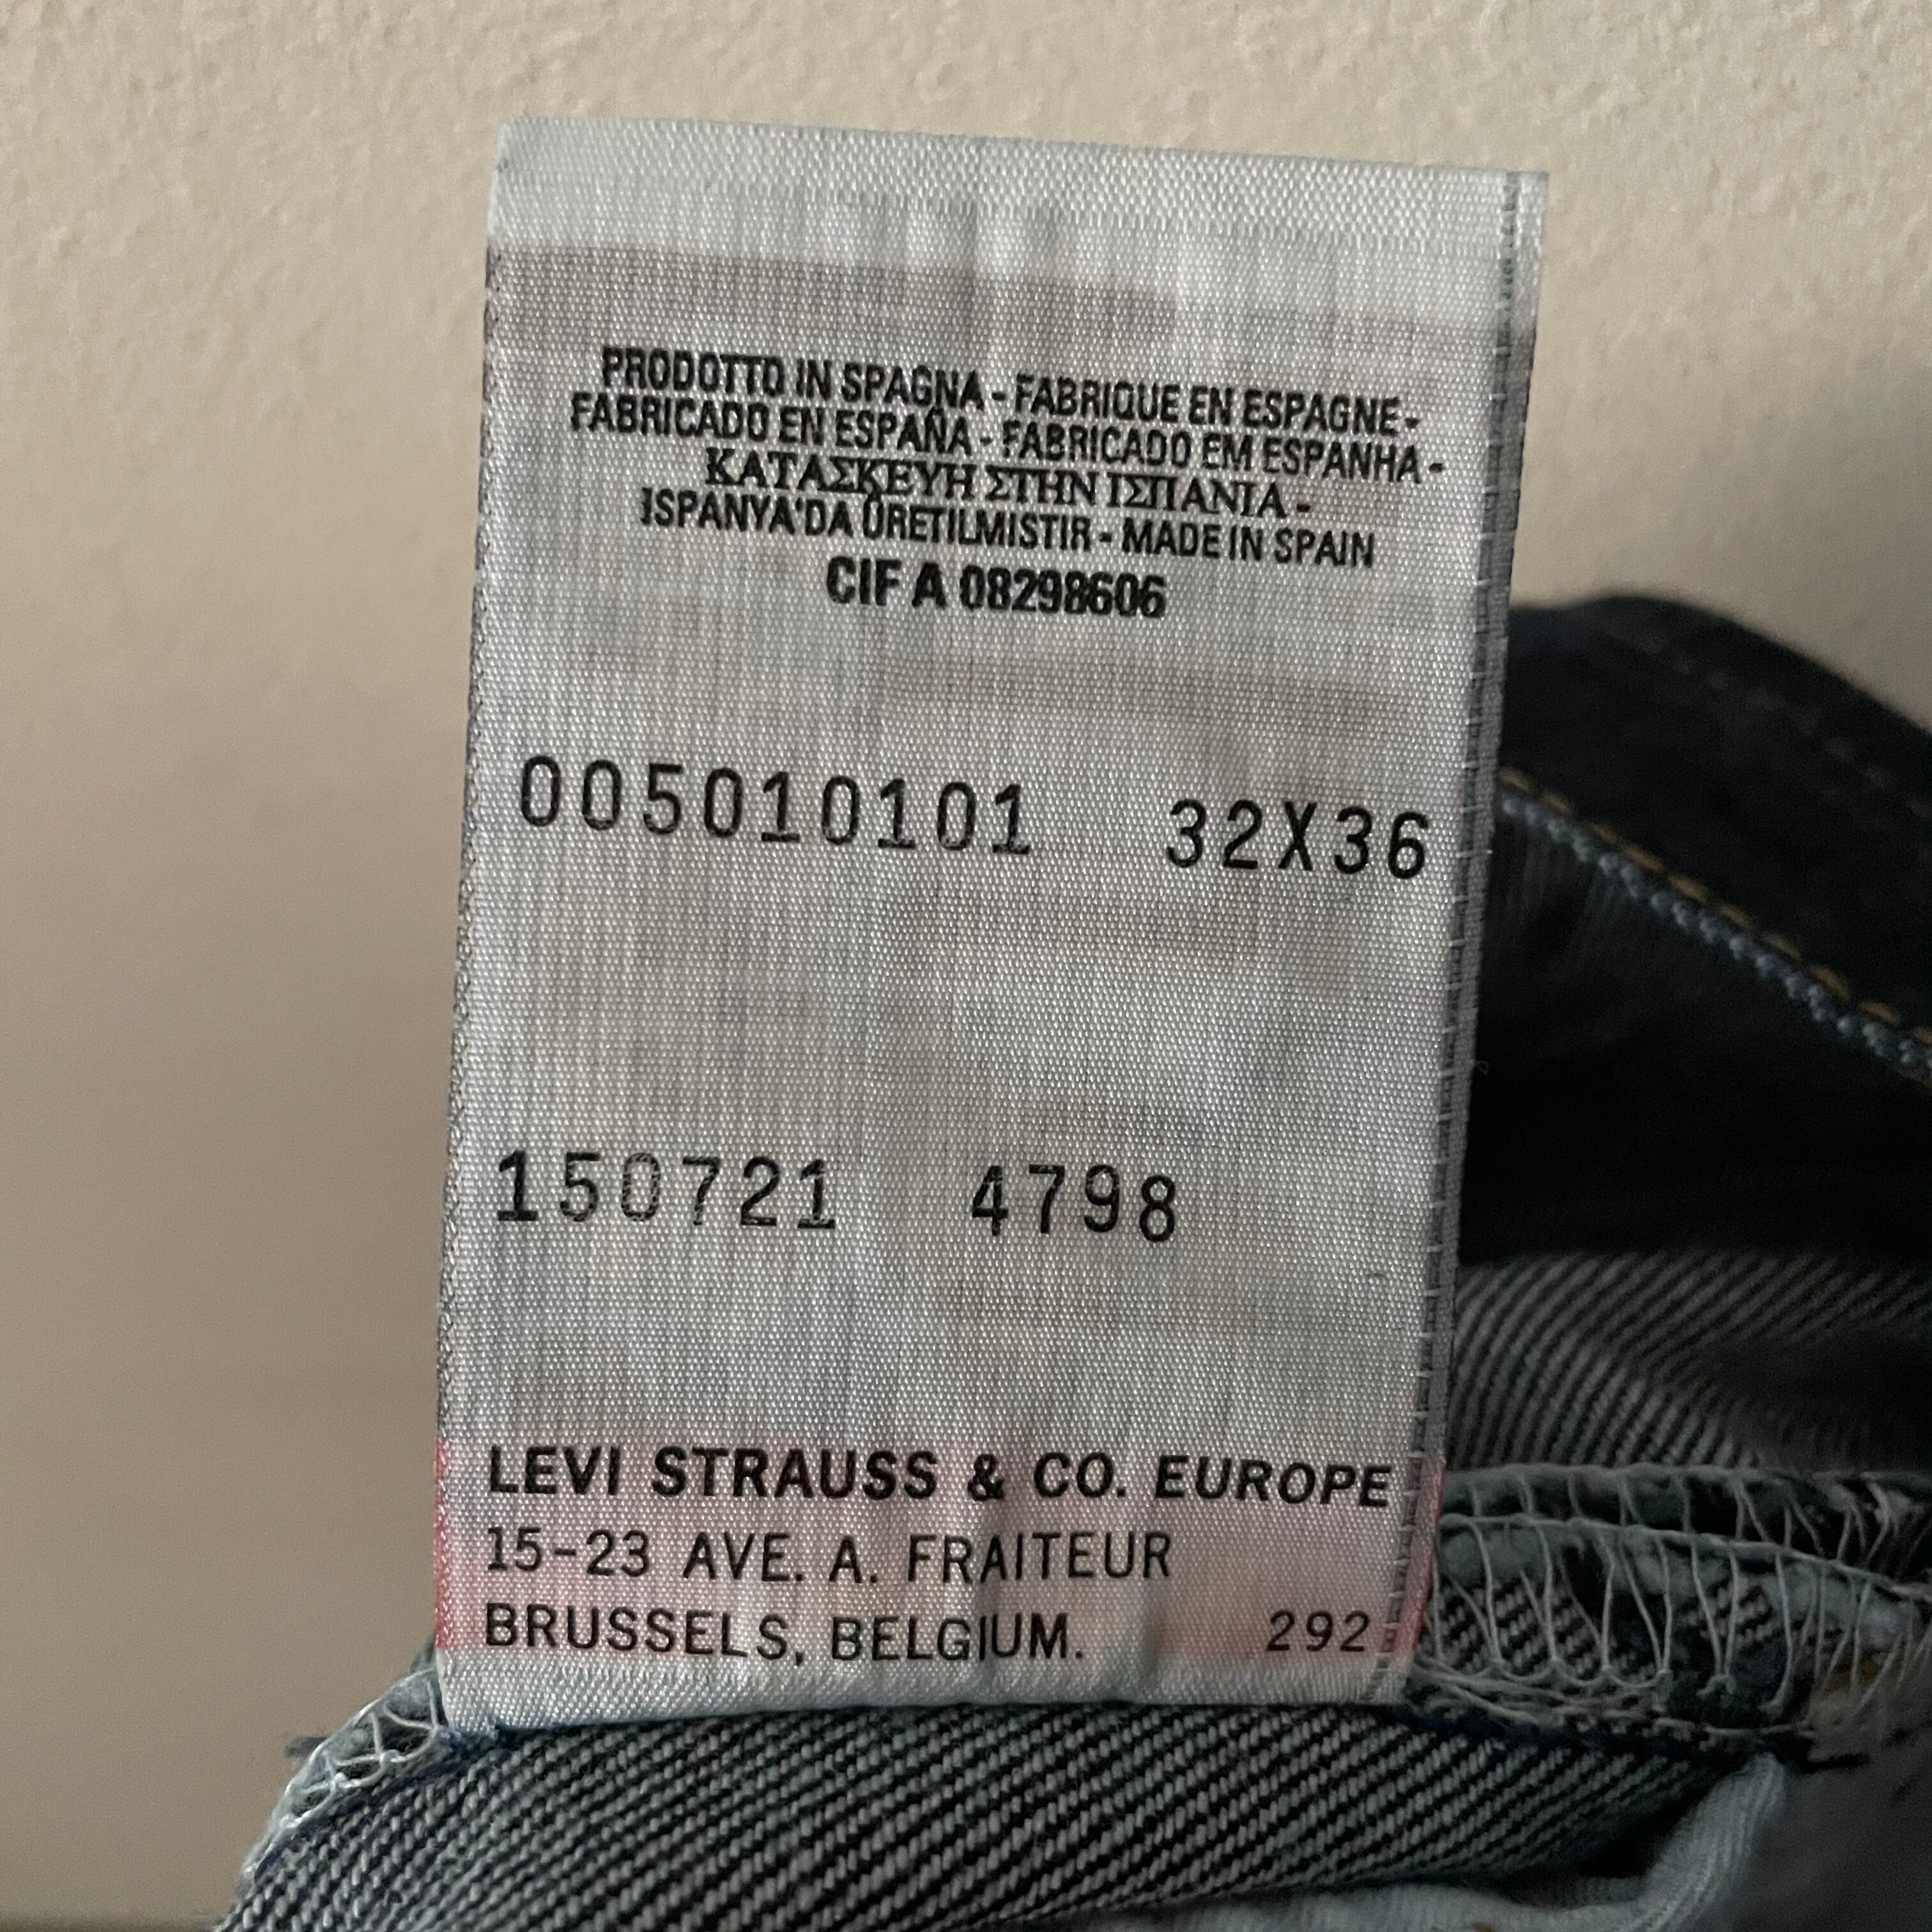 PRODOTTO IN SPAGNA - FABRIQUE EN ESPAGNE -
FABRICADO EN ESPAÑA - FABRICADO EM ESPANHA -
ΚΑΤΑΣΚΕΥΗ ΣΤΗΝ ΙΣΠΑΝΙΑ -
ISPANYA'DA ÜRETILMISTIR - MADE IN SPAIN
CIF A 08298606
005010101 32X36
150721 4798
LEVI STRAUSS & CO. EUROPE
15-23 AVE. A. FRAITEUR
BRUSSELS, BELGIUM. 292